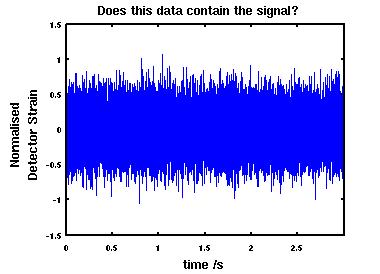 Does this data contain the signal?
1.5
1
0.5
0
-0.5
-1
-1.5
Normalised
Detector Strain
0 0.5 1 1.5 2 2.5
time /s